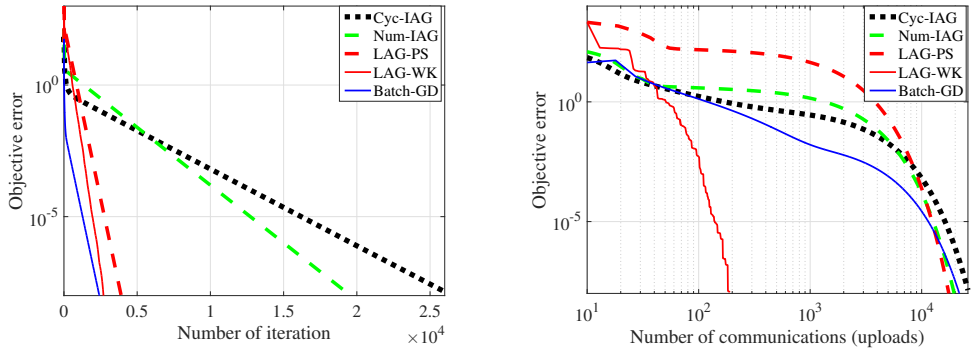 Objective error
10^0
10^-5
Cyc-IAG
Num-IAG
LAG-PS
LAG-WK
Batch-GD
0 0.5 1 1.5 2 2.5
Number of iteration
×10^4
Objective error
10^0
10^-5
Cyc-IAG
Num-IAG
LAG-PS
LAG-WK
Batch-GD
10^1 10^2 10^3 10^4
Number of communications (uploads)